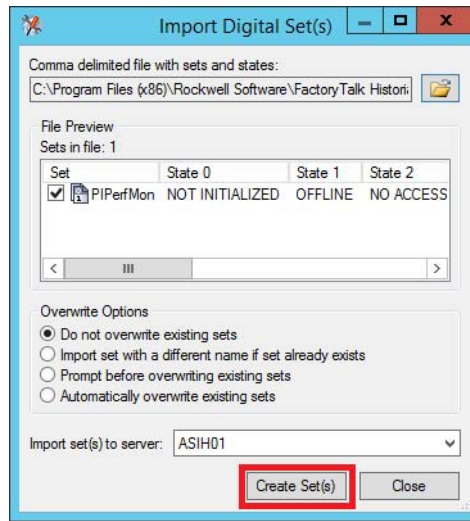 Import Digital Set(s)
Comma delimited file with sets and states:
C:\Program Files (x86)\Rockwell Software\FactoryTalk Histori
File Preview
Sets in file: 1
Set State 0 State 1 State 2
PIPerfMon NOT INITIALIZED OFFLINE NO ACCESS
Overwrite Options
Do not overwrite existing sets
Import set with a different name if set already exists
Prompt before overwriting existing sets
Automatically overwrite existing sets
Import set(s) to server: ASIH01
Create Set(s) Close